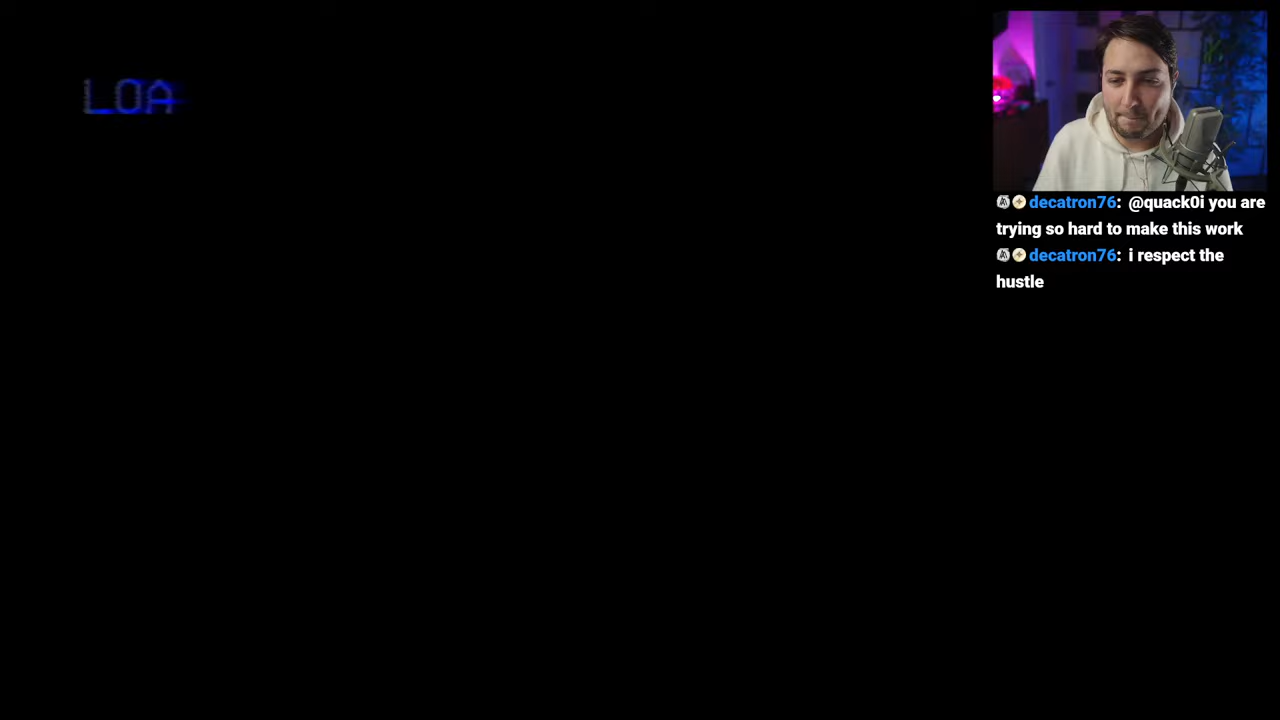 LOA
decatron76: @quack0i you are
trying so hard to make this work
decatron76: i respect the
hustle